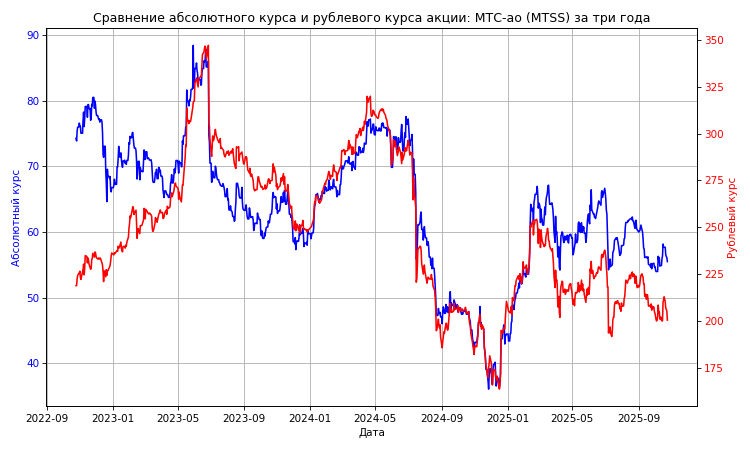 Сравнение абсолютного курса и рублевого курса акции: МТС-ао (MTSS) за три года
90
80
70
60
50
40
Абсолютный курс
350
325
300
275
250
225
200
175
Рублевый курс
2022-09 2023-01 2023-05 2023-09 2024-01 2024-05 2024-09 2025-01 2025-05 2025-09
Дата